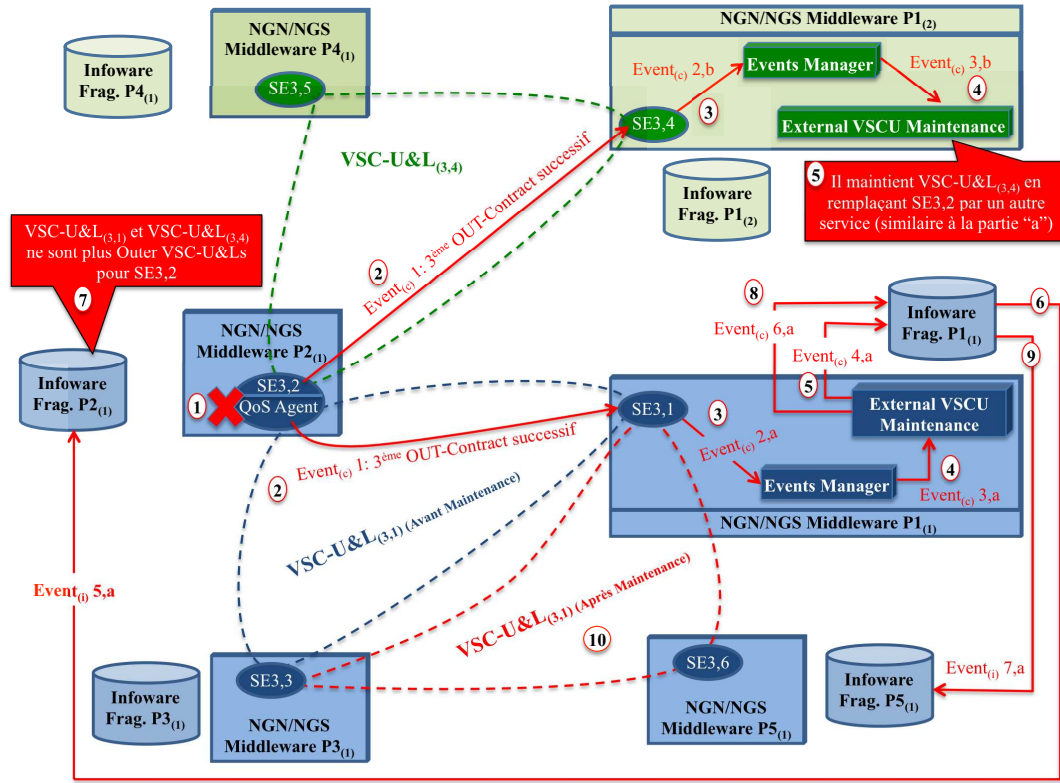 NGN/NGS
Middleware P4(1)
SE3,5
Infoware
Frag. P4(1)
NGN/NGS Middleware P1(2)
Event(c) 2,b
Events Manager
Event(c) 3,b
3
4
SE3,4
External VSCU Maintenance
VSC-U&L(3,4)
Infoware
Frag. P1(2)
5
Il maintient VSC-U&L(3,4) en
remplaçant SE3,2 par un autre
service (similaire à la partie “a”)
VSC-U&L(3,1) et VSC-U&L(3,4)
ne sont plus Outer VSC-U&Ls
pour SE3,2
7
2
Event(c) 1: 3ème OUT-Contract successif
8
Infoware
Frag. P1(1)
6
Event(c) 6,a
9
Event(c) 4,a
5
NGN/NGS
Middleware P2(1)
SE3,2
QoS Agent
1
Infoware
Frag. P2(1)
SE3,1
3
External VSCU
Maintenance
Event(c) 2,a
Event(c) 1: 3ème OUT-Contract successif
2
4
Events Manager
Event(c) 3,a
NGN/NGS Middleware P1(1)
VSC-U&L(3,1) (Avant Maintenance)
VSC-U&L(3,1) (Après Maintenance)
Event(i) 5,a
10
Infoware
Frag. P3(1)
SE3,3
NGN/NGS
Middleware P3(1)
SE3,6
NGN/NGS
Middleware P5(1)
Infoware
Frag. P5(1)
Event(i) 7,a